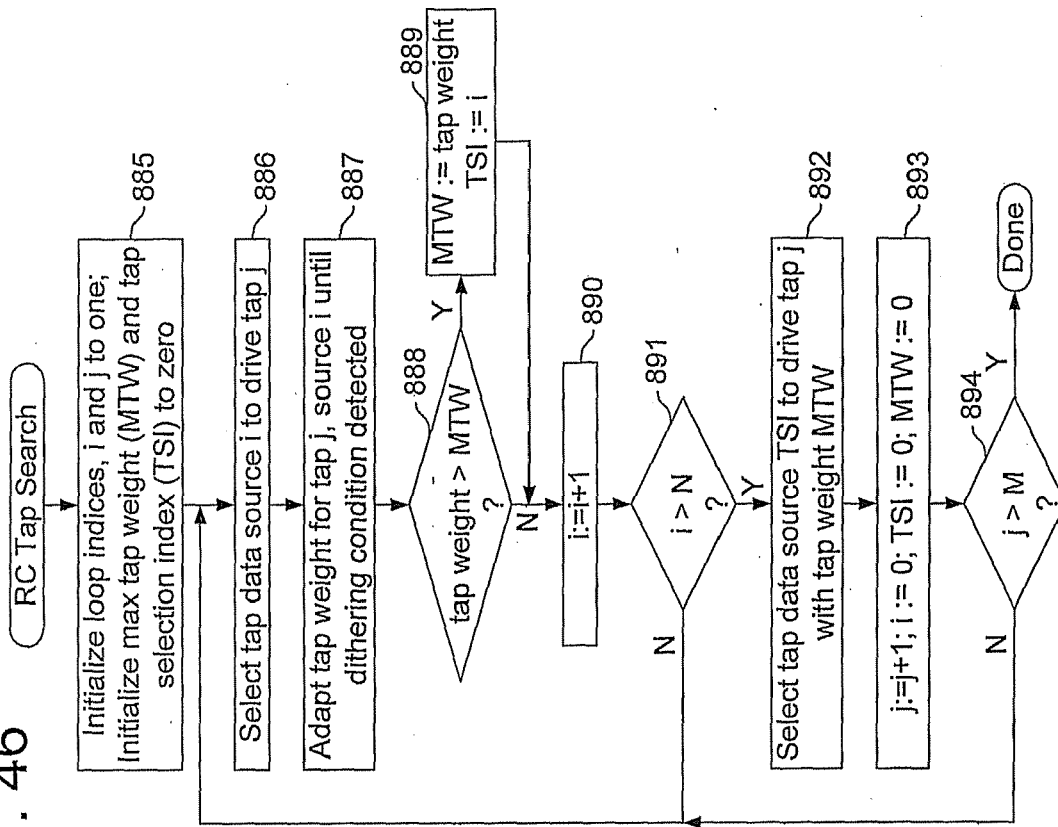 . 46
RC Tap Search
Initialize loop indices, i and j to one;
Initialize max tap weight (MTW) and tap
selection index (TSI) to zero
885
Select tap data source i to drive tap j
886
Adapt tap weight for tap j, source i until
dithering condition detected
887
tap weight > MTW
?
888
Y
N
MTW := tap weight
TSI := i
889
i:=i+1
890
i > N
?
891
N
Y
Select tap data source TSI to drive tap j
with tap weight MTW
892
j:=j+1; i := 0; TSI := 0; MTW := 0
893
j > M
?
894
N
Y
Done